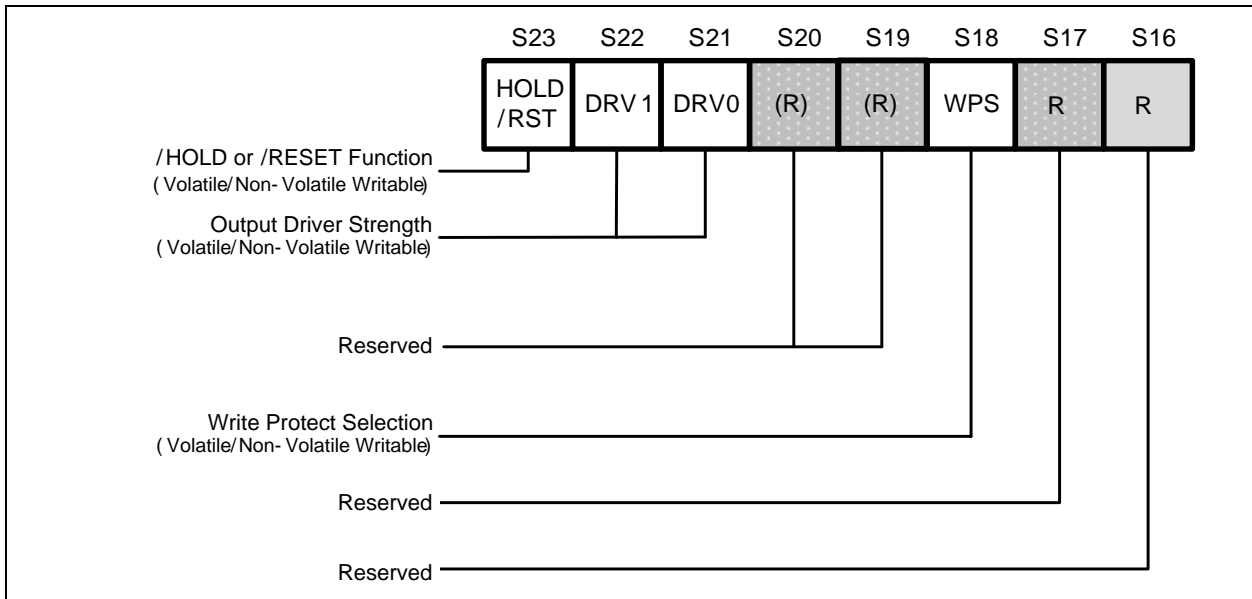 S23 S22 S21 S20 S19 S18 S17 S16
HOLD
/RST
DRV1 DRV0 (R) (R) WPS R R
/HOLD or /RESET Function
(Volatile/Non-Volatile Writable)
Output Driver Strength
(Volatile/Non-Volatile Writable)
Reserved
Write Protect Selection
(Volatile/Non-Volatile Writable)
Reserved
Reserved